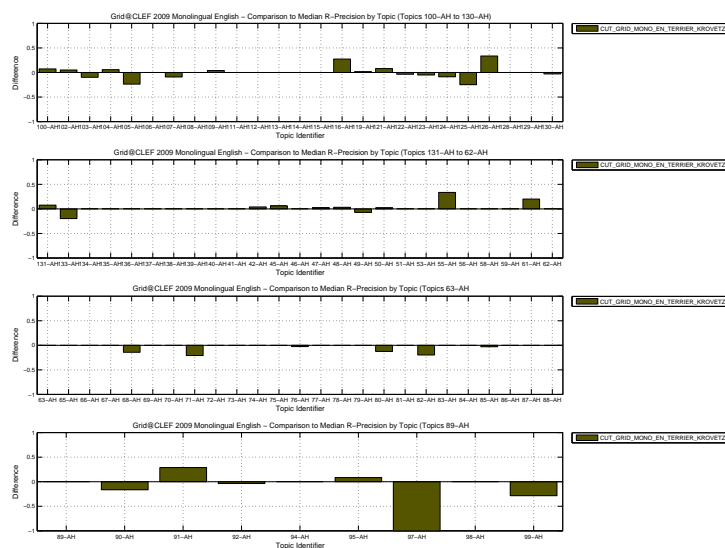 Grid@CLEF 2009 Monolingual English − Comparison to Median R−Precision by Topic (Topics 100−AH to 130−AH)
CUT_GRID_MONO_EN_TERRIER_KROVETZ
1
0.5
0
−0.5
−1
Difference
Topic Identifier
Grid@CLEF 2009 Monolingual English − Comparison to Median R−Precision by Topic (Topics 131−AH to 62−AH
CUT_GRID_MONO_EN_TERRIER_KROVETZ
1
0.5
0
−0.5
−1
Difference
Topic Identifier
Grid@CLEF 2009 Monolingual English − Comparison to Median R−Precision by Topic (Topics 63−AH
CUT_GRID_MONO_EN_TERRIER_KROVETZ
1
0.5
0
−0.5
−1
Difference
63−AH 65−AH 66−AH 67−AH 68−AH 69−AH 70−AH 71−AH 72−AH 73−AH 74−AH 75−AH 76−AH 77−AH 78−AH 79−AH 80−AH 81−AH 82−AH 83−AH 84−AH 85−AH 86−AH 87−AH 88−AH
Topic Identifier
Grid@CLEF 2009 Monolingual English − Comparison to Median R−Precision by Topic (Topics 89−AH
CUT_GRID_MONO_EN_TERRIER_KROVETZ
1
0.5
0
−0.5
−1
Difference
89−AH 90−AH 91−AH 92−AH 94−AH 95−AH 97−AH 98−AH 99−AH
Topic Identifier